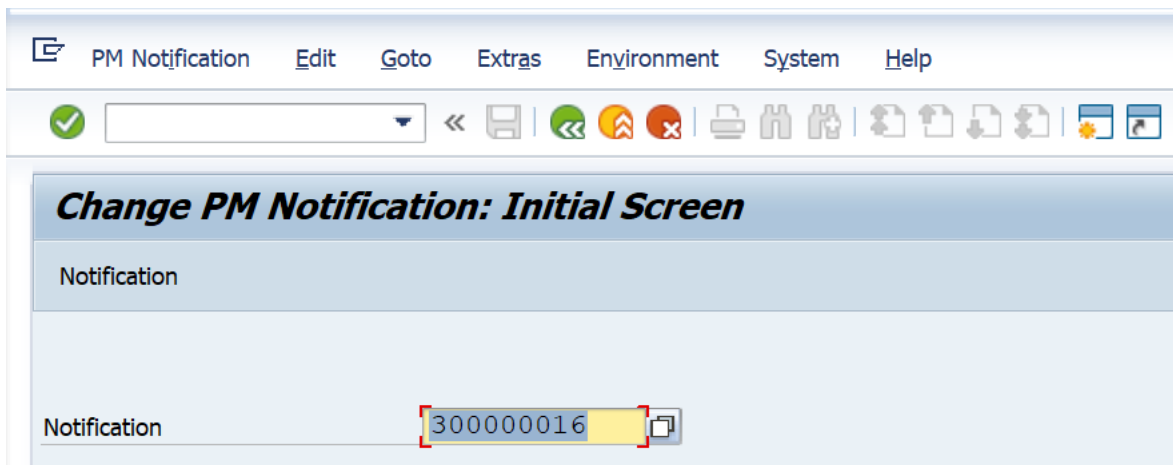 PM Notification Edit Goto Extras Environment System Help
Change PM Notification: Initial Screen
Notification
Notification 300000016